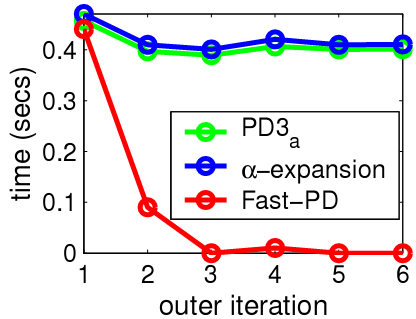 0.4
0.3
0.2
0.1
0
time (secs)
PD3a
α−expansion
Fast−PD
1 2 3 4 5 6
outer iteration